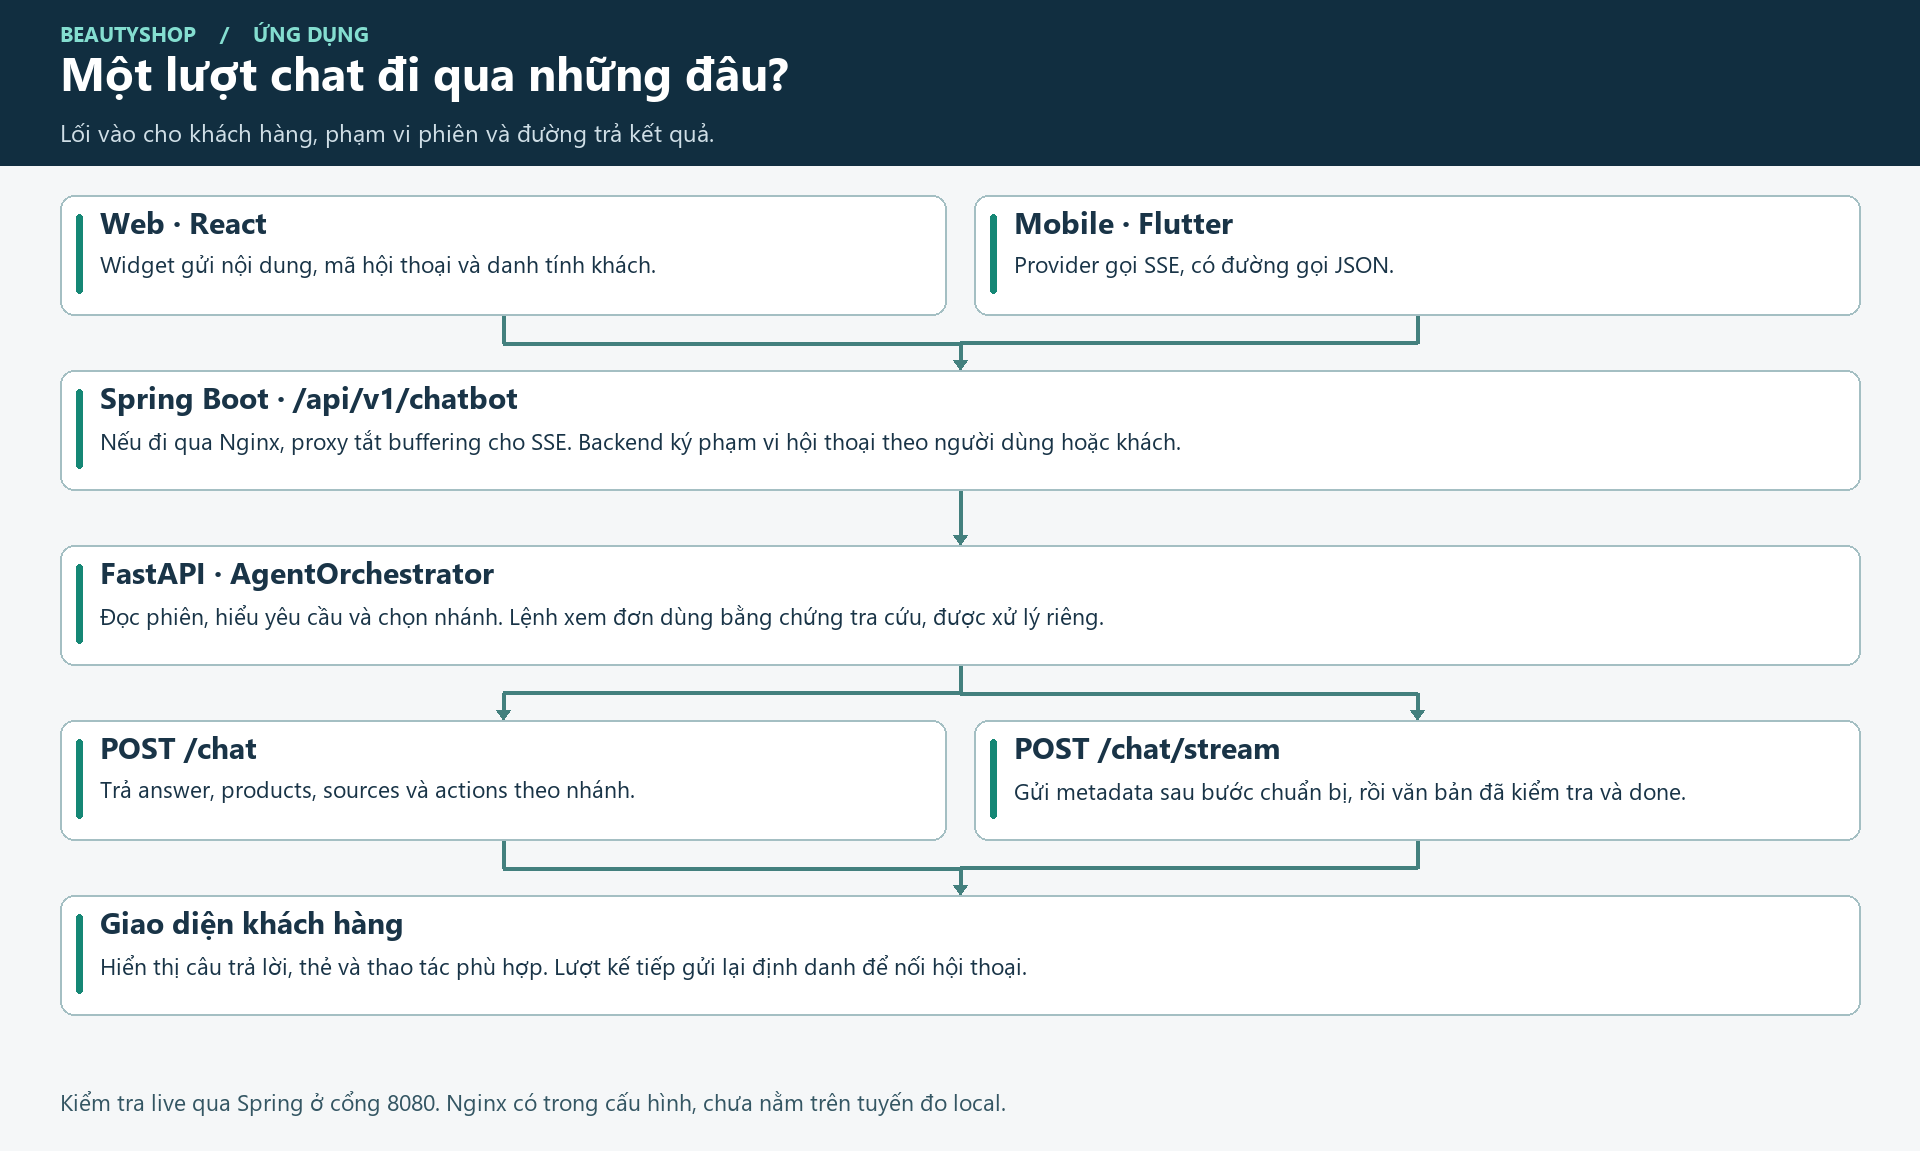 BEAUTYSHOP / ỨNG DỤNG
Một lượt chat đi qua những đâu?
Lối vào cho khách hàng, phạm vi phiên và đường trả kết quả.
Web · React
Widget gửi nội dung, mã hội thoại và danh tính khách.
Mobile · Flutter
Provider gọi SSE, có đường gọi JSON.
Spring Boot · /api/v1/chatbot
Nếu đi qua Nginx, proxy tắt buffering cho SSE. Backend ký phạm vi hội thoại theo người dùng hoặc khách.
FastAPI · AgentOrchestrator
Đọc phiên, hiểu yêu cầu và chọn nhánh. Lệnh xem đơn dùng bằng chứng tra cứu, được xử lý riêng.
POST /chat
Trả answer, products, sources và actions theo nhánh.
POST /chat/stream
Gửi metadata sau bước chuẩn bị, rồi văn bản đã kiểm tra và done.
Giao diện khách hàng
Hiển thị câu trả lời, thẻ và thao tác phù hợp. Lượt kế tiếp gửi lại định danh để nối hội thoại.
Kiểm tra live qua Spring ở cổng 8080. Nginx có trong cấu hình, chưa nằm trên tuyến đo local.